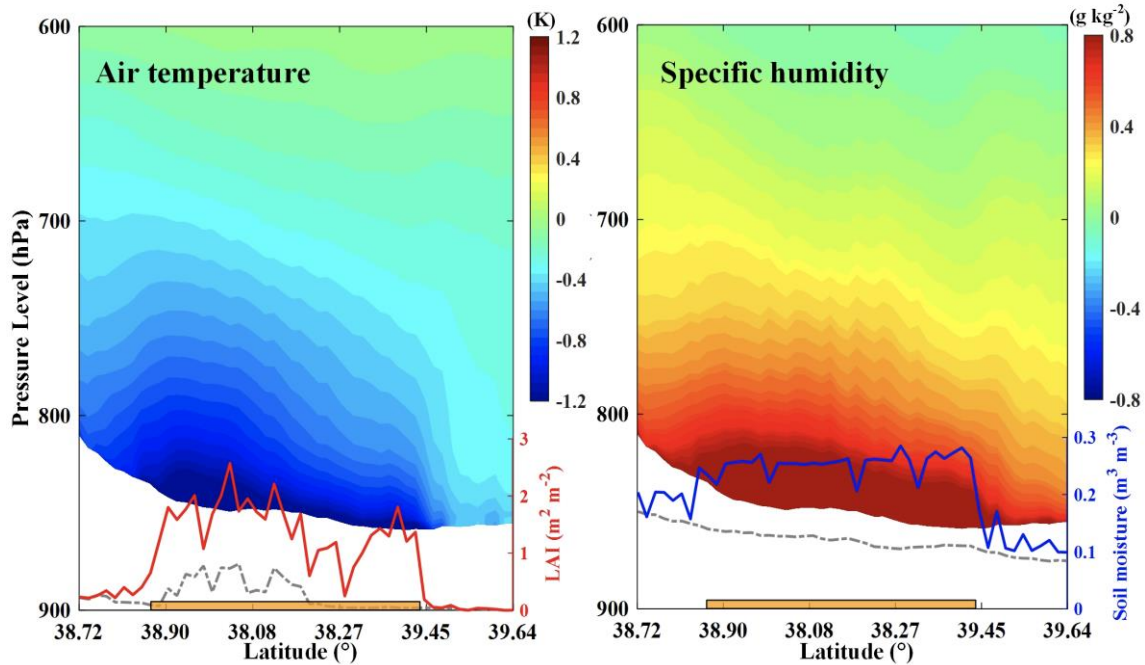 (K)
(g kg⁻²)
Air temperature
Specific humidity
600
700
800
900
Pressure Level (hPa)
1.2
0.8
0.4
0
-0.4
-0.8
-1.2
3
2
1
0
LAI (m² m⁻²)
38.72 38.90 38.08 38.27 39.45 39.64
Latitude (°)
600
700
800
900
0.8
0.4
0
-0.4
-0.8
0.3
0.2
0.1
0
Soil moisture (m³ m⁻³)
38.72 38.90 38.08 38.27 39.45 39.64
Latitude (°)